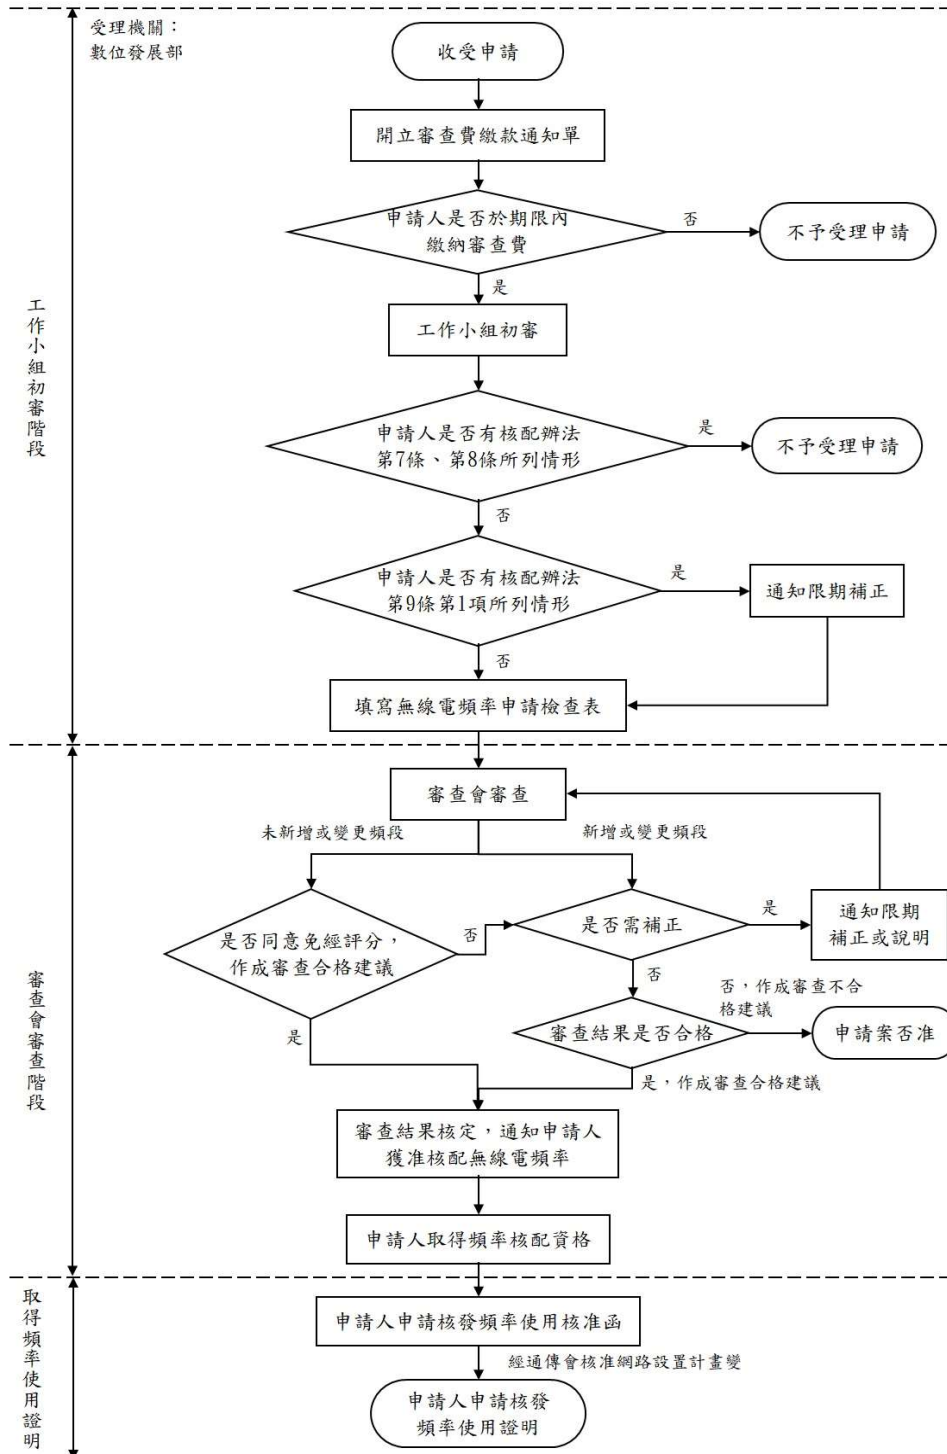 受理機關：
數位發展部
收受申請
開立審查費繳款通知單
申請人是否於期限內
繳納審查費
否
不予受理申請
是
工作小組初審
申請人是否有核配辦法
第7條、第8條所列情形
是
不予受理申請
否
申請人是否有核配辦法
第9條第1項所列情形
是
通知限期補正
否
填寫無線電頻率申請檢查表
工作小組初審階段
審查會審查
未新增或變更頻段
新增或變更頻段
是否同意免經評分，
作成審查合格建議
否
是否需補正
是
通知限期
補正或說明
否
否，作成審查不合
格建議
審查結果是否合格
申請案否准
是
是，作成審查合格建議
審查結果核定，通知申請人
獲准核配無線電頻率
申請人取得頻率核配資格
審查會審查階段
申請人申請核發頻率使用核准函
經通傳會核准網路設置計畫變
申請人申請核發
頻率使用證明
取得頻率使用證明